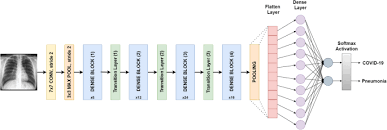 7x7 CONV, stride 2
3x3 MAX POOL, stride 2
DENSE BLOCK (1)
x6
Transition Layer (1)
DENSE BLOCK (2)
x12
Transition Layer (2)
DENSE BLOCK (3)
x24
Transition Layer (3)
DENSE BLOCK (4)
x16
POOLING
Flatten
Layer
Dense
Layer
Softmax
Activation
COVID-19
Pneumonia